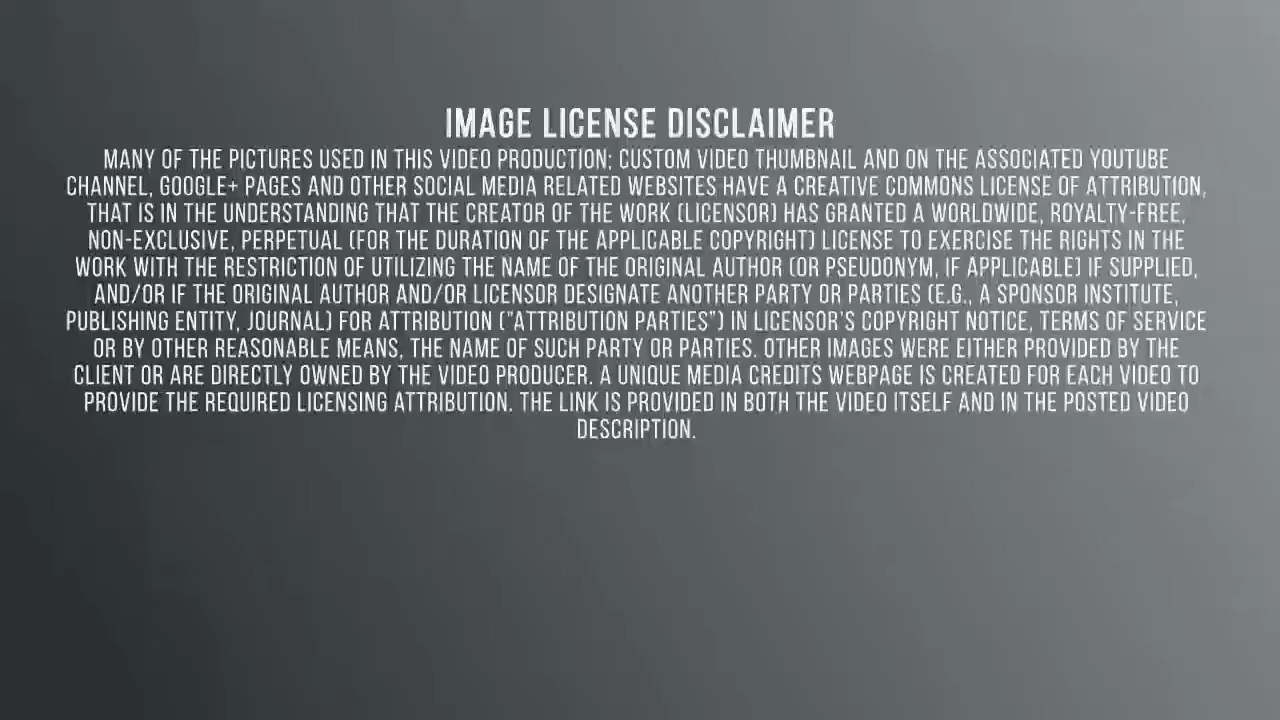 IMAGE LICENSE DISCLAIMER
MANY OF THE PICTURES USED IN THIS VIDEO PRODUCTION; CUSTOM VIDEO THUMBNAIL AND ON THE ASSOCIATED YOUTUBE
CHANNEL, GOOGLE+ PAGES AND OTHER SOCIAL MEDIA RELATED WEBSITES HAVE A CREATIVE COMMONS LICENSE OF ATTRIBUTION,
THAT IS IN THE UNDERSTANDING THAT THE CREATOR OF THE WORK (LICENSOR) HAS GRANTED A WORLDWIDE, ROYALTY-FREE,
NON-EXCLUSIVE, PERPETUAL (FOR THE DURATION OF THE APPLICABLE COPYRIGHT) LICENSE TO EXERCISE THE RIGHTS IN THE
WORK WITH THE RESTRICTION OF UTILIZING THE NAME OF THE ORIGINAL AUTHOR (OR PSEUDONYM, IF APPLICABLE) IF SUPPLIED,
AND/OR IF THE ORIGINAL AUTHOR AND/OR LICENSOR DESIGNATE ANOTHER PARTY OR PARTIES (E.G., A SPONSOR INSTITUTE,
PUBLISHING ENTITY, JOURNAL) FOR ATTRIBUTION ("ATTRIBUTION PARTIES") IN LICENSOR'S COPYRIGHT NOTICE, TERMS OF SERVICE
OR BY OTHER REASONABLE MEANS, THE NAME OF SUCH PARTY OR PARTIES. OTHER IMAGES WERE EITHER PROVIDED BY THE
CLIENT OR ARE DIRECTLY OWNED BY THE VIDEO PRODUCER. A UNIQUE MEDIA CREDITS WEBPAGE IS CREATED FOR EACH VIDEO TO
PROVIDE THE REQUIRED LICENSING ATTRIBUTION. THE LINK IS PROVIDED IN BOTH THE VIDEO ITSELF AND IN THE POSTED VIDEO
DESCRIPTION.